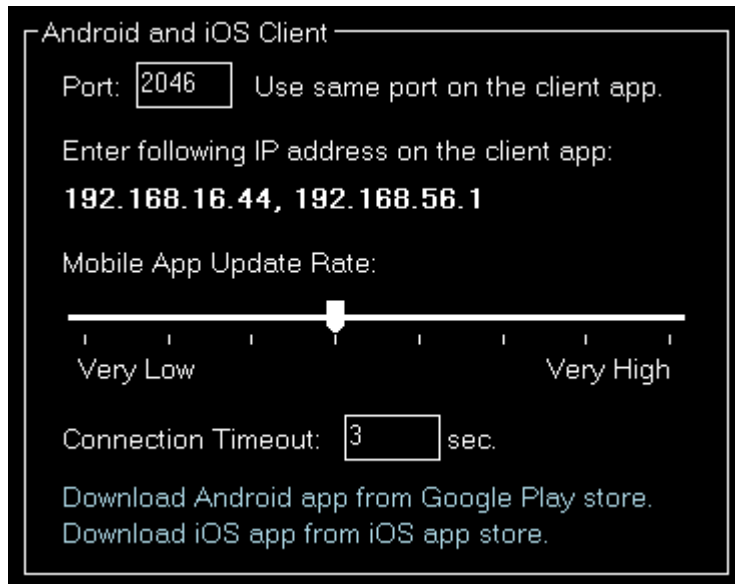 Android and iOS Client
Port: 2046 Use same port on the client app.
Enter following IP address on the client app:
192.168.16.44, 192.168.56.1
Mobile App Update Rate:
Very Low Very High
Connection Timeout: 3 sec.
Download Android app from Google Play store.
Download iOS app from iOS app store.